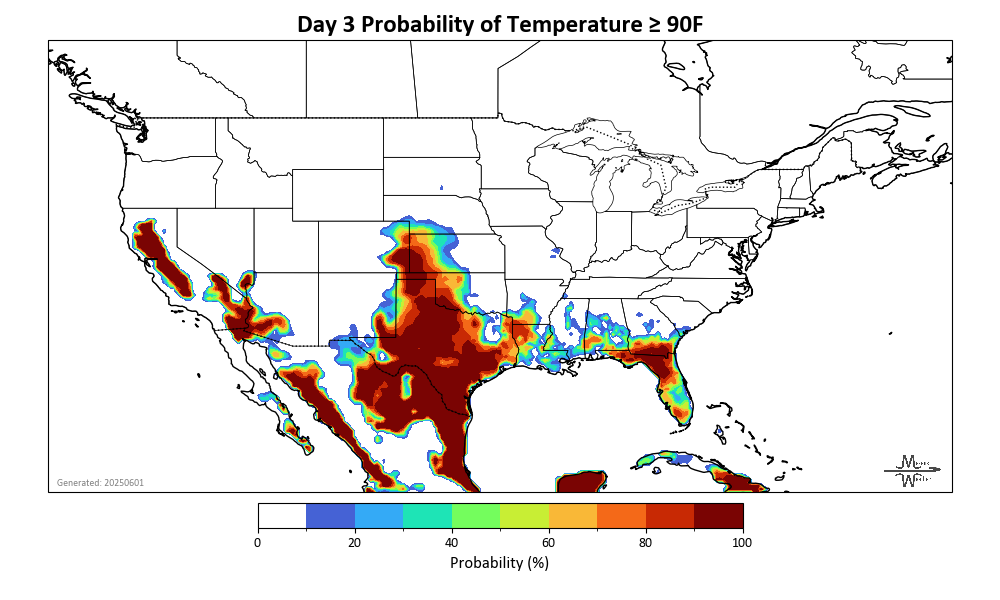 Day 3 Probability of Temperature ≥ 90F
Generated: 20250601
0 20 40 60 80 100
Probability (%)